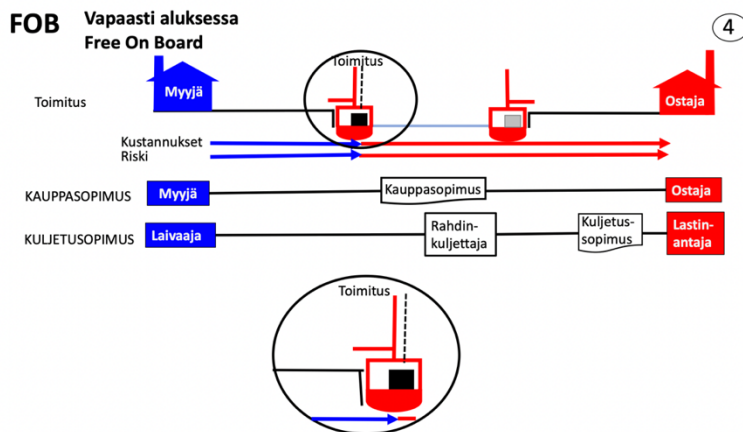 FOB
Vapaasti aluksessa
Free On Board
4
Toimitus
Myyjä
Ostaja
Toimitus
Kustannukset
Riski
KAUPPASOPIMUS
Myyjä
Kauppasopimus
Ostaja
KULJETUSOPIMUS
Laivaaja
Rahdin-
kuljettaja
Kuljetus-
sopimus
Lastin-
antaja
Toimitus